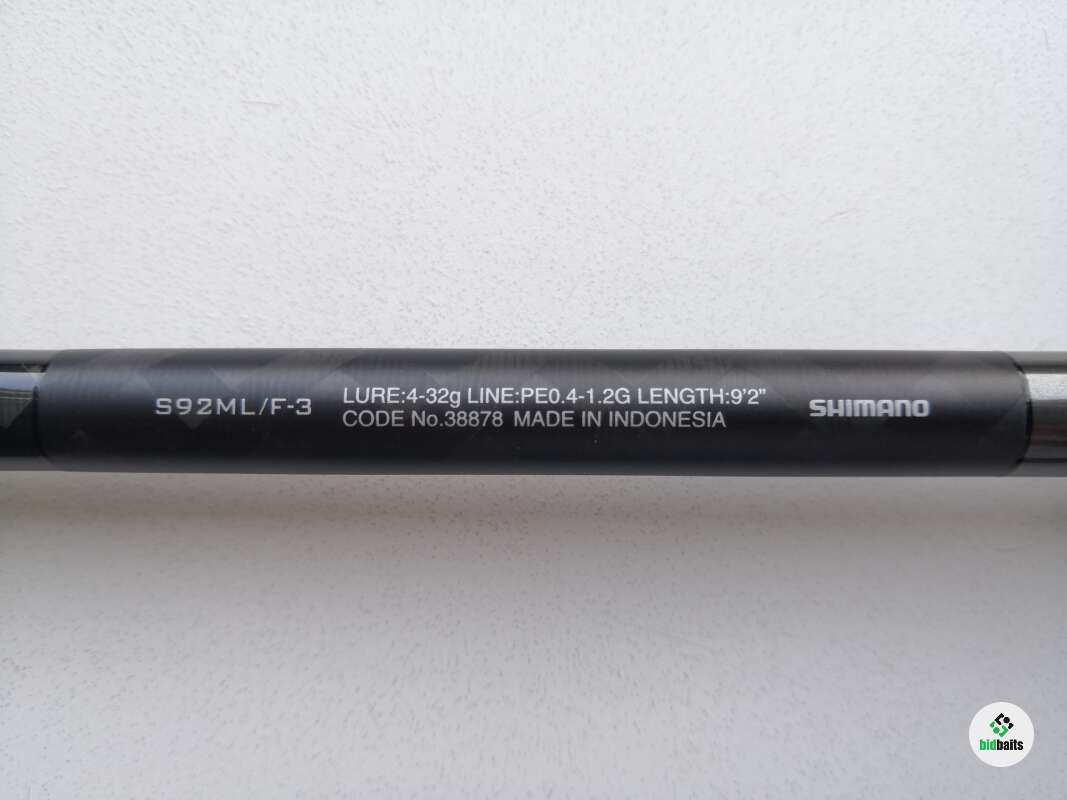 S92ML/F-3
LURE:4-32g LINE:PE0.4-1.2G LENGTH:9'2"
CODE No.38878 MADE IN INDONESIA
SHIMANO
bidbaits